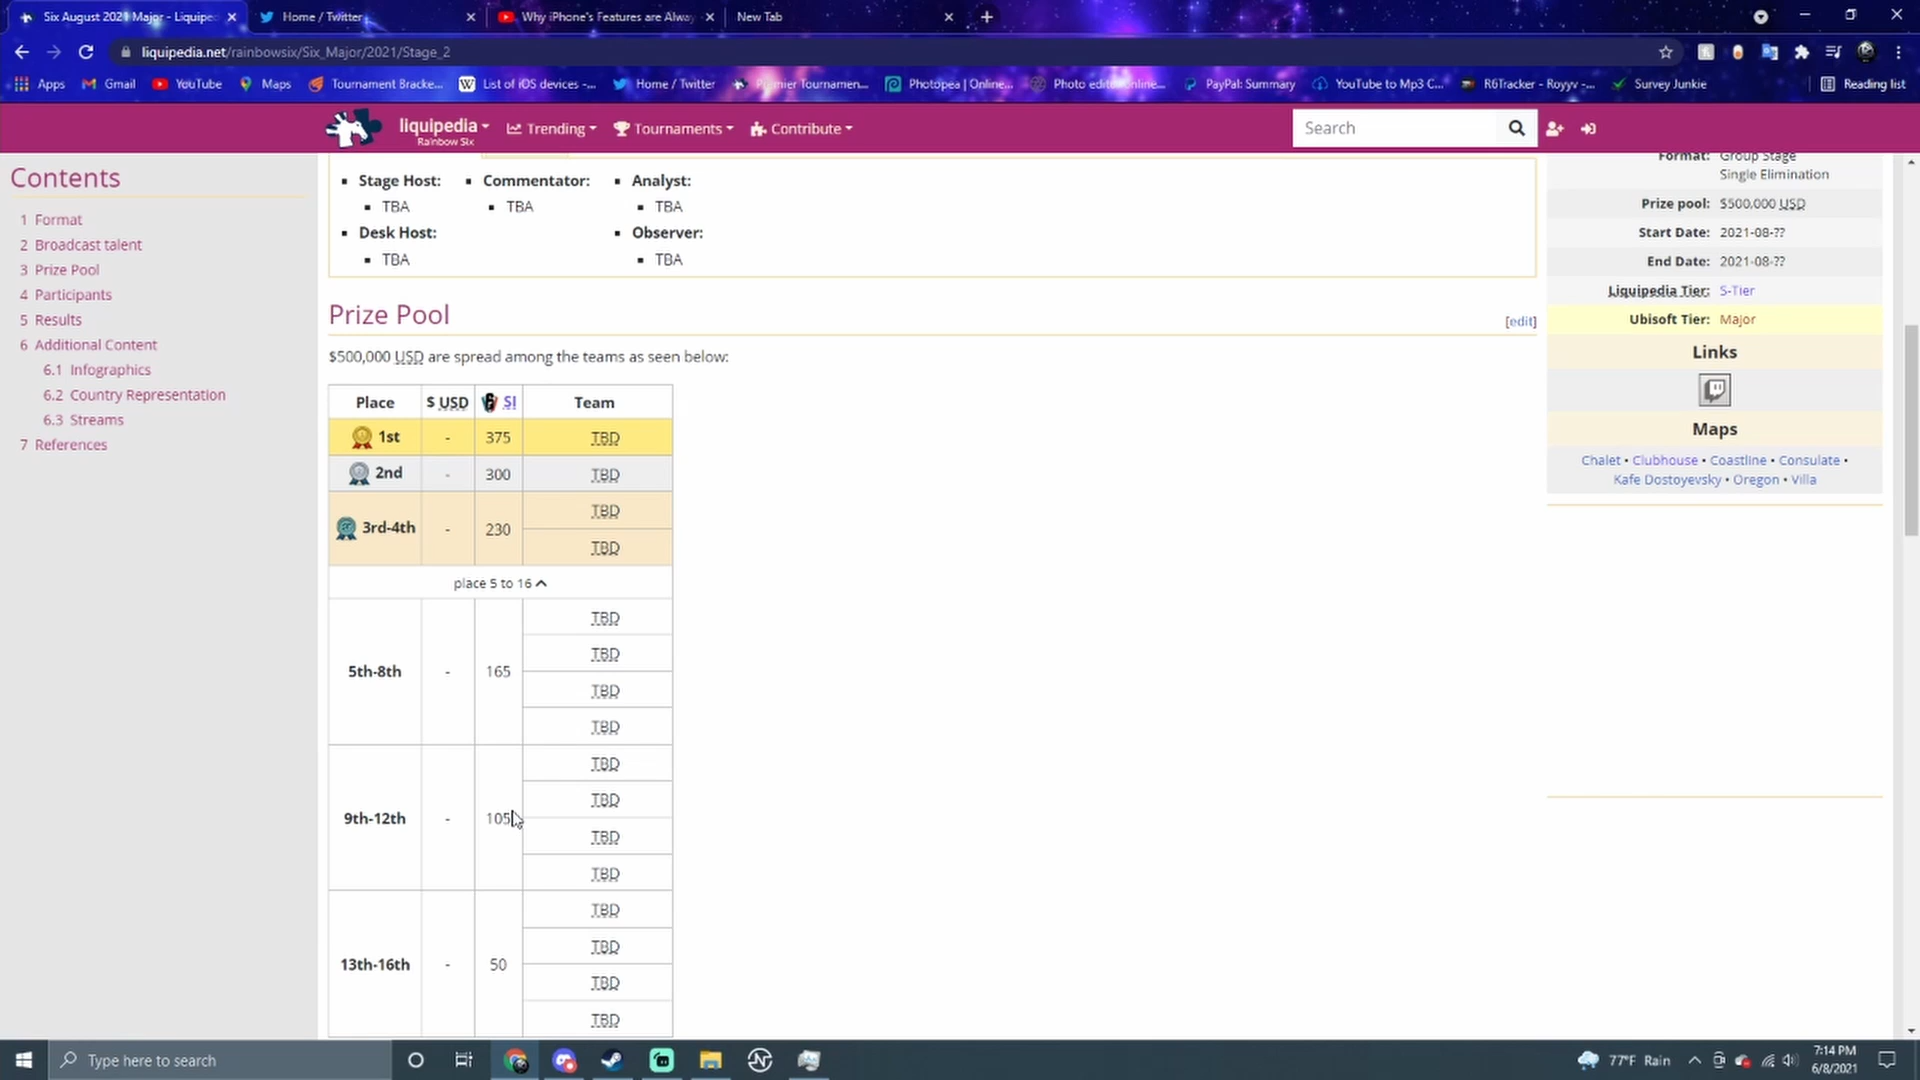 Six August 2021 Major - Liquipe
Home / Twitter
Why iPhone's Features are Alway
New Tab
liquipedia.net/rainbowsix/Six_Major/2021/Stage_2
Apps
Gmail
YouTube
Maps
Tournament Bracke...
List of iOS devices -...
Home / Twitter
Premier Tournamen...
Photopea | Online...
Photo editor online...
PayPal: Summary
YouTube to Mp3 C...
R6Tracker - Royyv -...
Survey Junkie
Reading list
liquipedia
Rainbow Six
Trending
Tournaments
Contribute
Search
Contents
1 Format
2 Broadcast talent
3 Prize Pool
4 Participants
5 Results
6 Additional Content
6.1 Infographics
6.2 Country Representation
6.3 Streams
7 References
Stage Host:
TBA
Commentator:
TBA
Analyst:
TBA
Desk Host:
TBA
Observer:
TBA
Prize Pool
[edit]
$500,000 USD are spread among the teams as seen below:
Place $ USD SI Team
1st - 375 TBD
2nd - 300 TBD
3rd-4th - 230 TBD
TBD
place 5 to 16
5th-8th - 165 TBD
TBD
TBD
TBD
9th-12th - 105 TBD
TBD
TBD
TBD
13th-16th - 50 TBD
TBD
TBD
TBD
Format: Group Stage
Single Elimination
Prize pool: $500,000 USD
Start Date: 2021-08-??
End Date: 2021-08-??
Liquipedia Tier: S-Tier
Ubisoft Tier: Major
Links
Maps
Chalet • Clubhouse • Coastline • Consulate •
Kafe Dostoyevsky • Oregon • Villa
Type here to search
77°F Rain
7:14 PM
6/8/2021